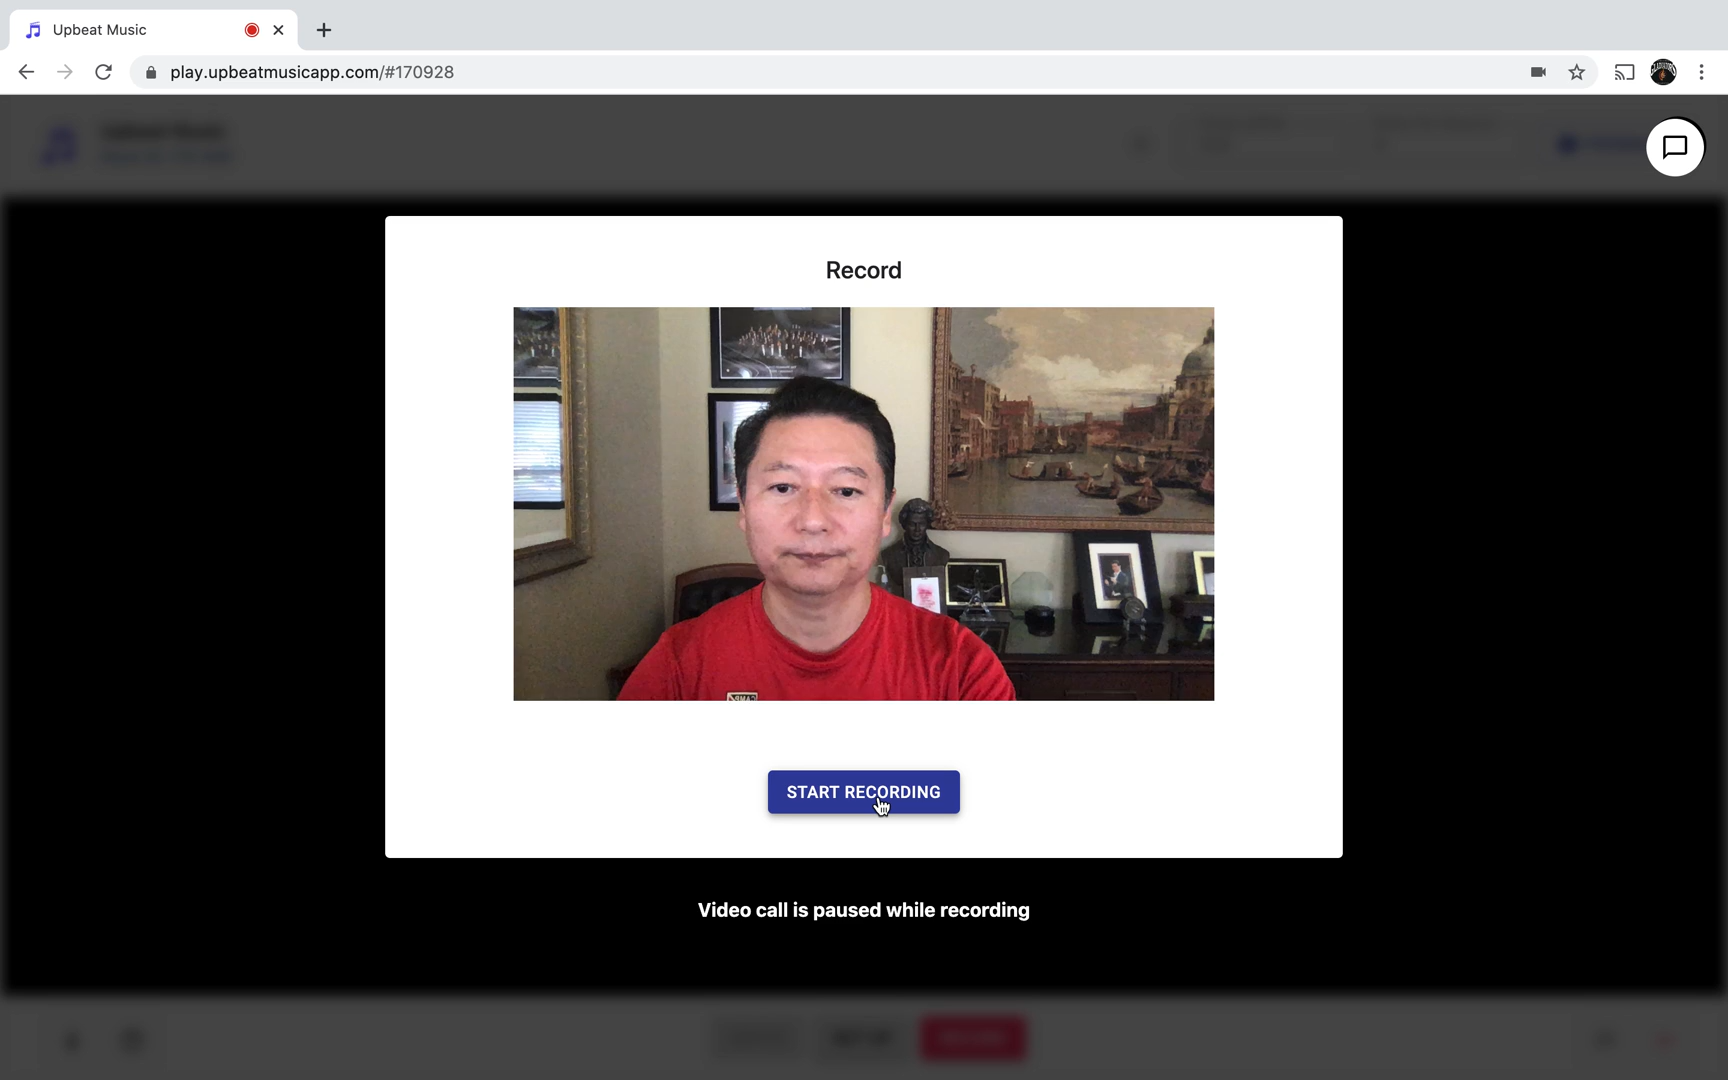 Upbeat Music
play.upbeatmusicapp.com/#170928
Record
START RECORDING
Video call is paused while recording